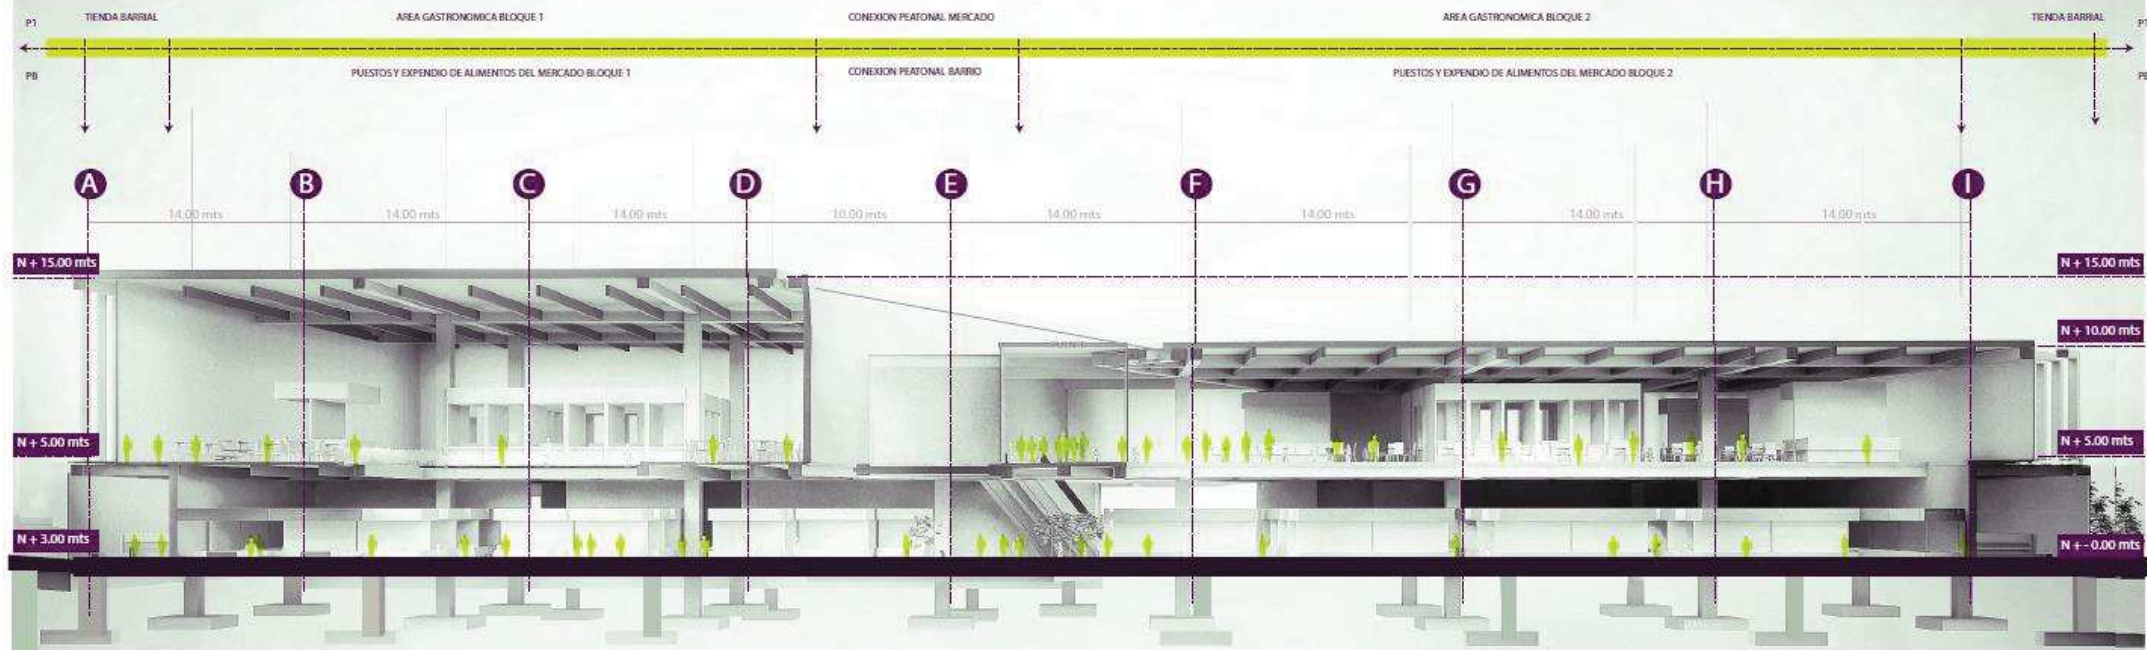 P1 TIENDA BARRIAL AREA GASTRONOMICA BLOQUE 1 CONEXION PEATONAL MERCADO AREA GASTRONOMICA BLOQUE 2 TIENDA BARRIAL
PB PUESTOS Y EXPENDIO DE ALIMENTOS DEL MERCADO BLOQUE 1 CONEXION PEATONAL BARRIO PUESTOS Y EXPENDIO DE ALIMENTOS DEL MERCADO BLOQUE 2
A B C D E F G H I
14.00 mts 14.00 mts 14.00 mts 10.00 mts 14.00 mts 14.00 mts 14.00 mts 14.00 mts
N + 15.00 mts N + 15.00 mts
N + 10.00 mts
N + 5.00 mts N + 5.00 mts
N + 3.00 mts N + - 0.00 mts